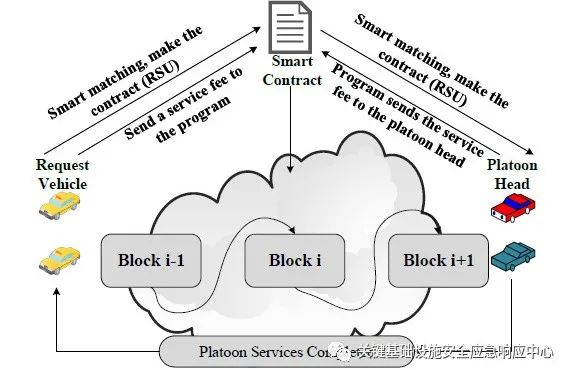 Smart matching, make the
contract (RSU)
Send a service fee to
the program
Smart
Contract
Smart matching, make the
contract (RSU)
Program sends the service
fee to the platoon head
Request
Vehicle
Platoon
Head
Block i-1
Block i
Block i+1
Platoon Services Comple
关键基础设施安全应急响应中心